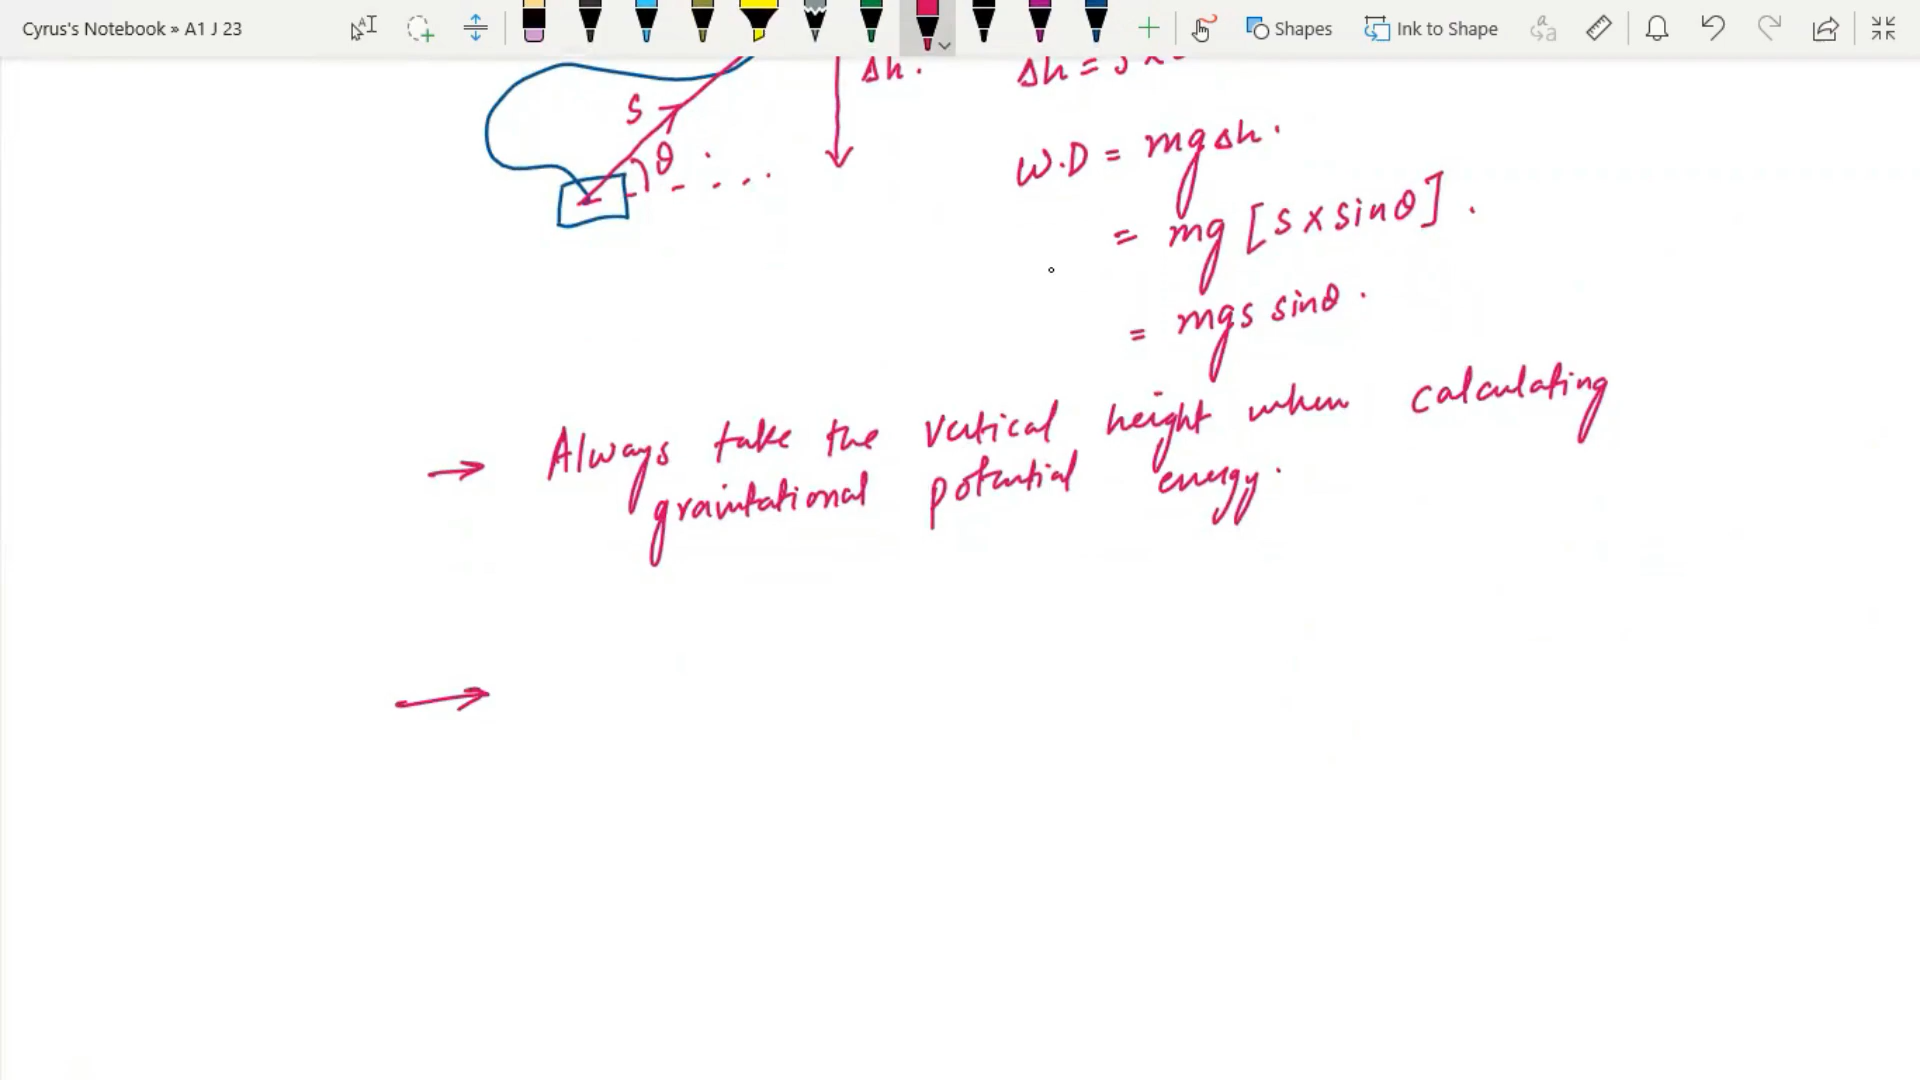 Cyrus's Notebook » A1 J 23
Shapes
Ink to Shape
Δh.
Δh = s x
s
θ
W.D = mgΔh.
= mg [s x sinθ].
= mgs sinθ.
→ Always take the vertical height when calculating
gravitational potential energy.
→